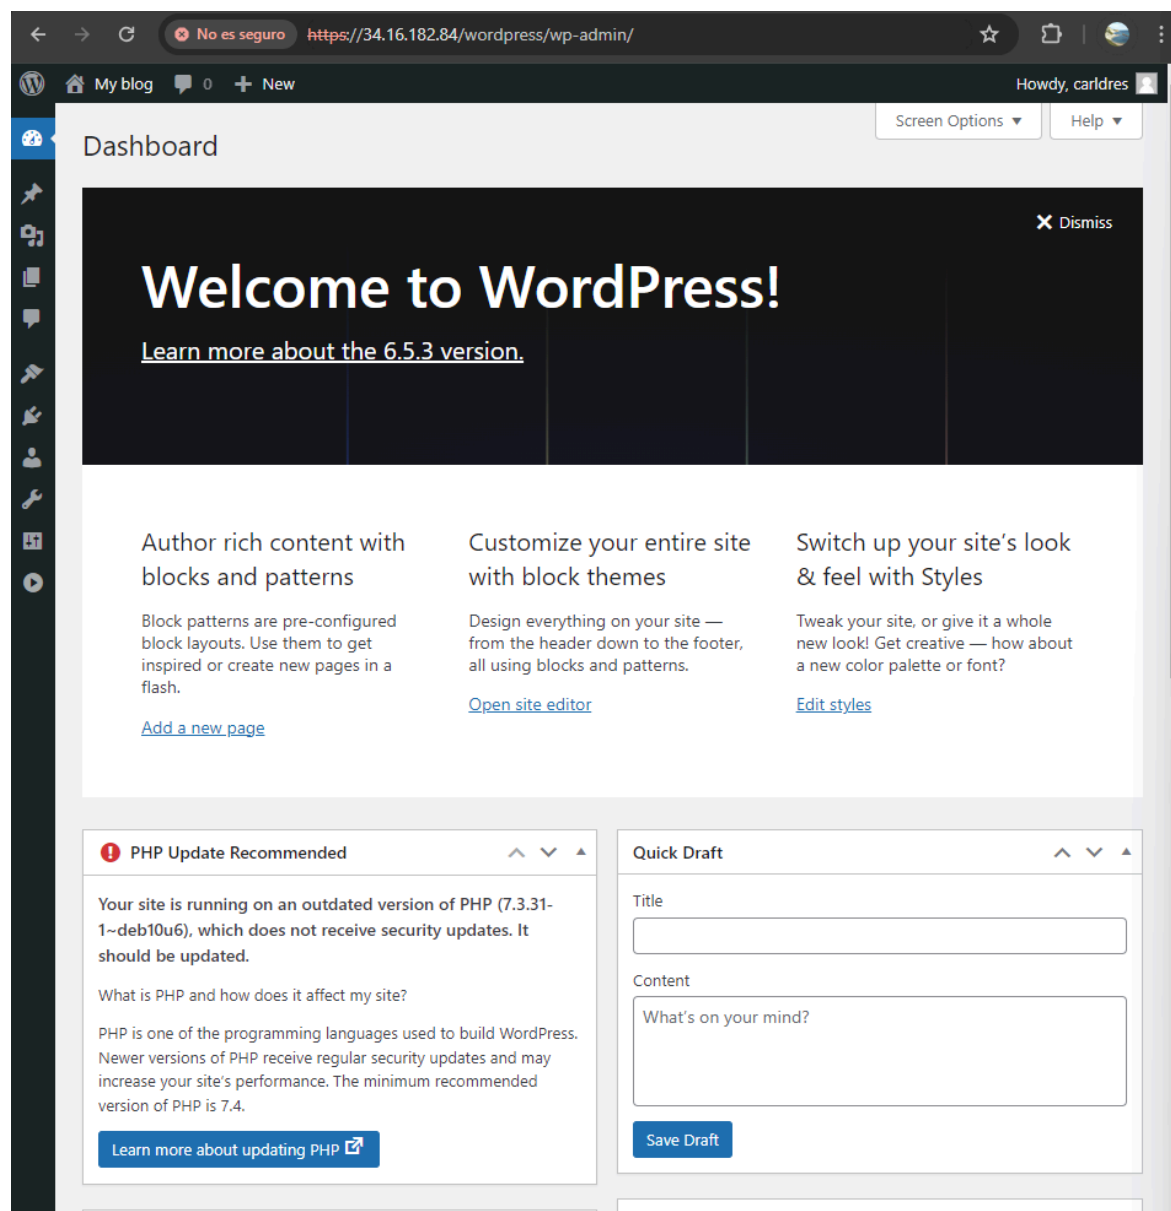 No es seguro https://34.16.182.84/wordpress/wp-admin/
My blog 0 New Howdy, carldres
Screen Options Help
Dashboard
Dismiss
Welcome to WordPress!
Learn more about the 6.5.3 version.
Author rich content with
blocks and patterns
Block patterns are pre-configured
block layouts. Use them to get
inspired or create new pages in a
flash.
Add a new page
Customize your entire site
with block themes
Design everything on your site —
from the header down to the footer,
all using blocks and patterns.
Open site editor
Switch up your site's look
& feel with Styles
Tweak your site, or give it a whole
new look! Get creative — how about
a new color palette or font?
Edit styles
PHP Update Recommended
Your site is running on an outdated version of PHP (7.3.31-
1~deb10u6), which does not receive security updates. It
should be updated.
What is PHP and how does it affect my site?
PHP is one of the programming languages used to build WordPress.
Newer versions of PHP receive regular security updates and may
increase your site's performance. The minimum recommended
version of PHP is 7.4.
Learn more about updating PHP
Quick Draft
Title
Content
What's on your mind?
Save Draft